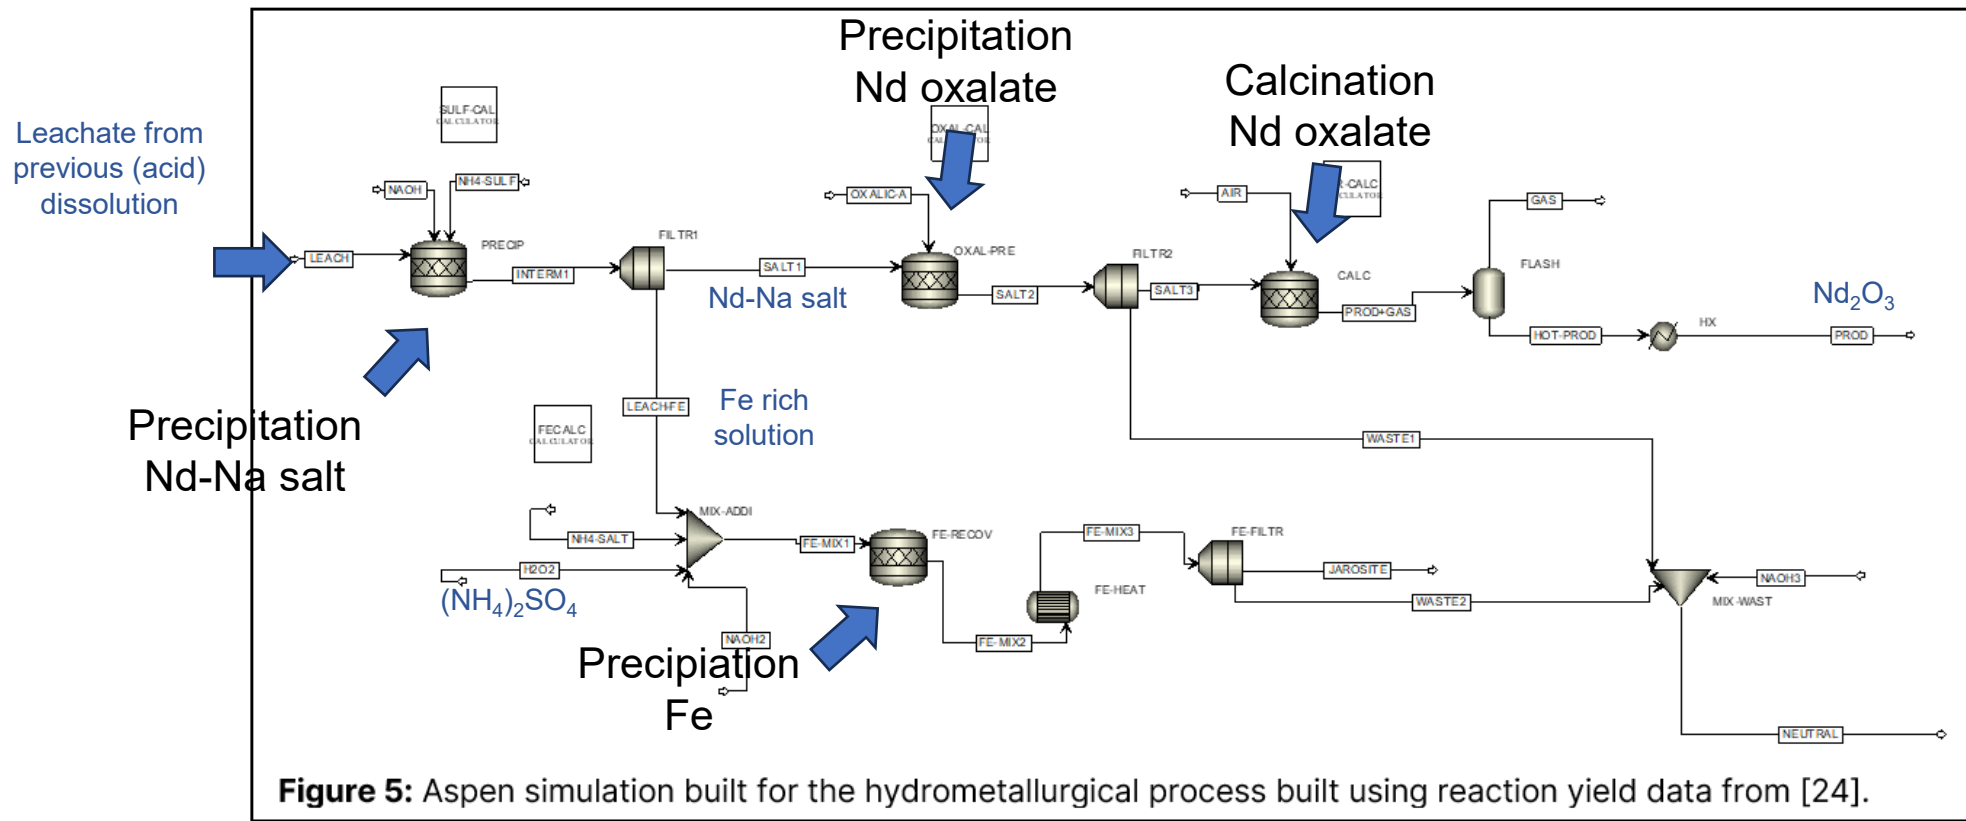 Precipitation
Nd oxalate
Calcination
Nd oxalate
Leachate from
previous (acid)
dissolution
SULF-CAL
CALCULATOR
OXAL-CAL
NAOH
NH4-SULF
OXALIC-A
AIR
GAS
LEACH
PRECIP
INTERM1
FILTR1
SALT1
Nd-Na salt
OXAL-PRE
SALT2
FILTR2
SALT3
CALC
PROD+GAS
FLASH
Nd₂O₃
HOT-PROD
HX
PROD
Precipitation
Nd-Na salt
LEACH-FE
Fe rich
solution
FECALC
CALCULATOR
WASTE1
NH4-SALT
MIX-ADDI
H2O2
(NH₄)₂SO₄
NAOH2
FE-MIX1
FE-RECOV
FE-MIX2
FE-HEAT
FE-MIX3
FE-FILTR
JAROSITE
WASTE2
NAOH3
MIX-WAST
Precipiation
Fe
NEUTRAL
Figure 5: Aspen simulation built for the hydrometallurgical process built using reaction yield data from [24].